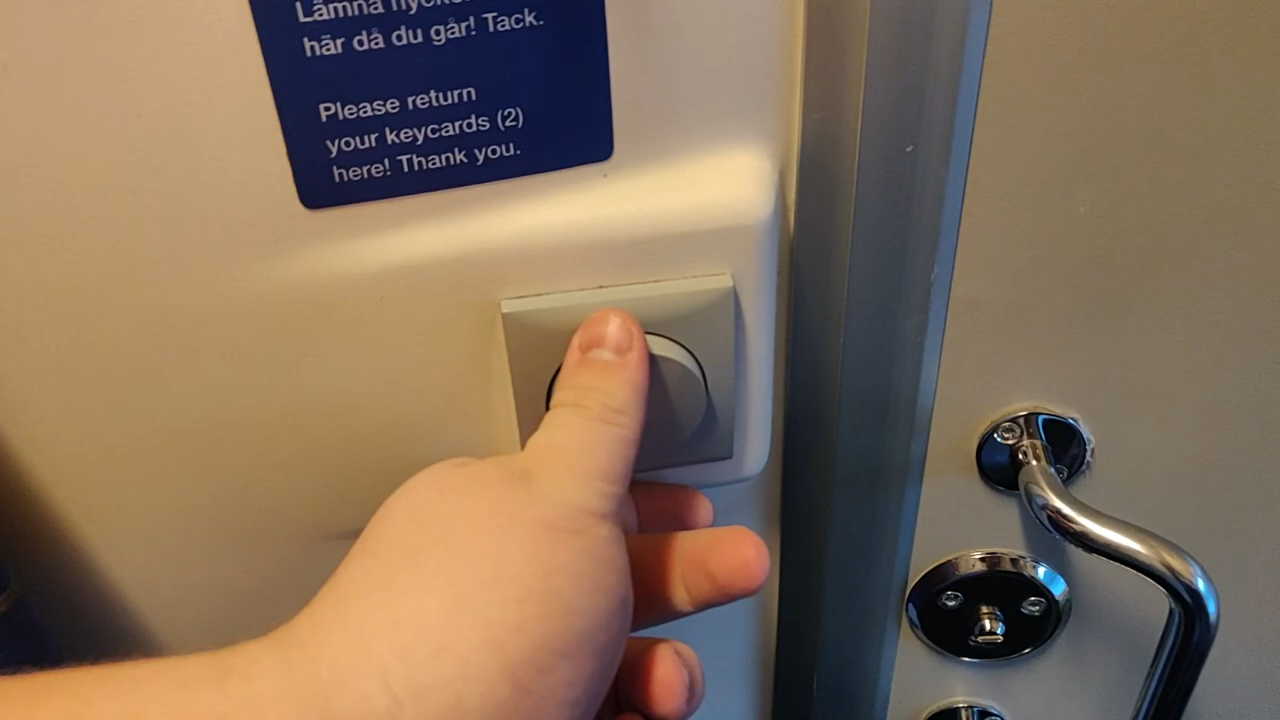 Lämna
här då du går! Tack.
Please return
your keycards (2)
here! Thank you.